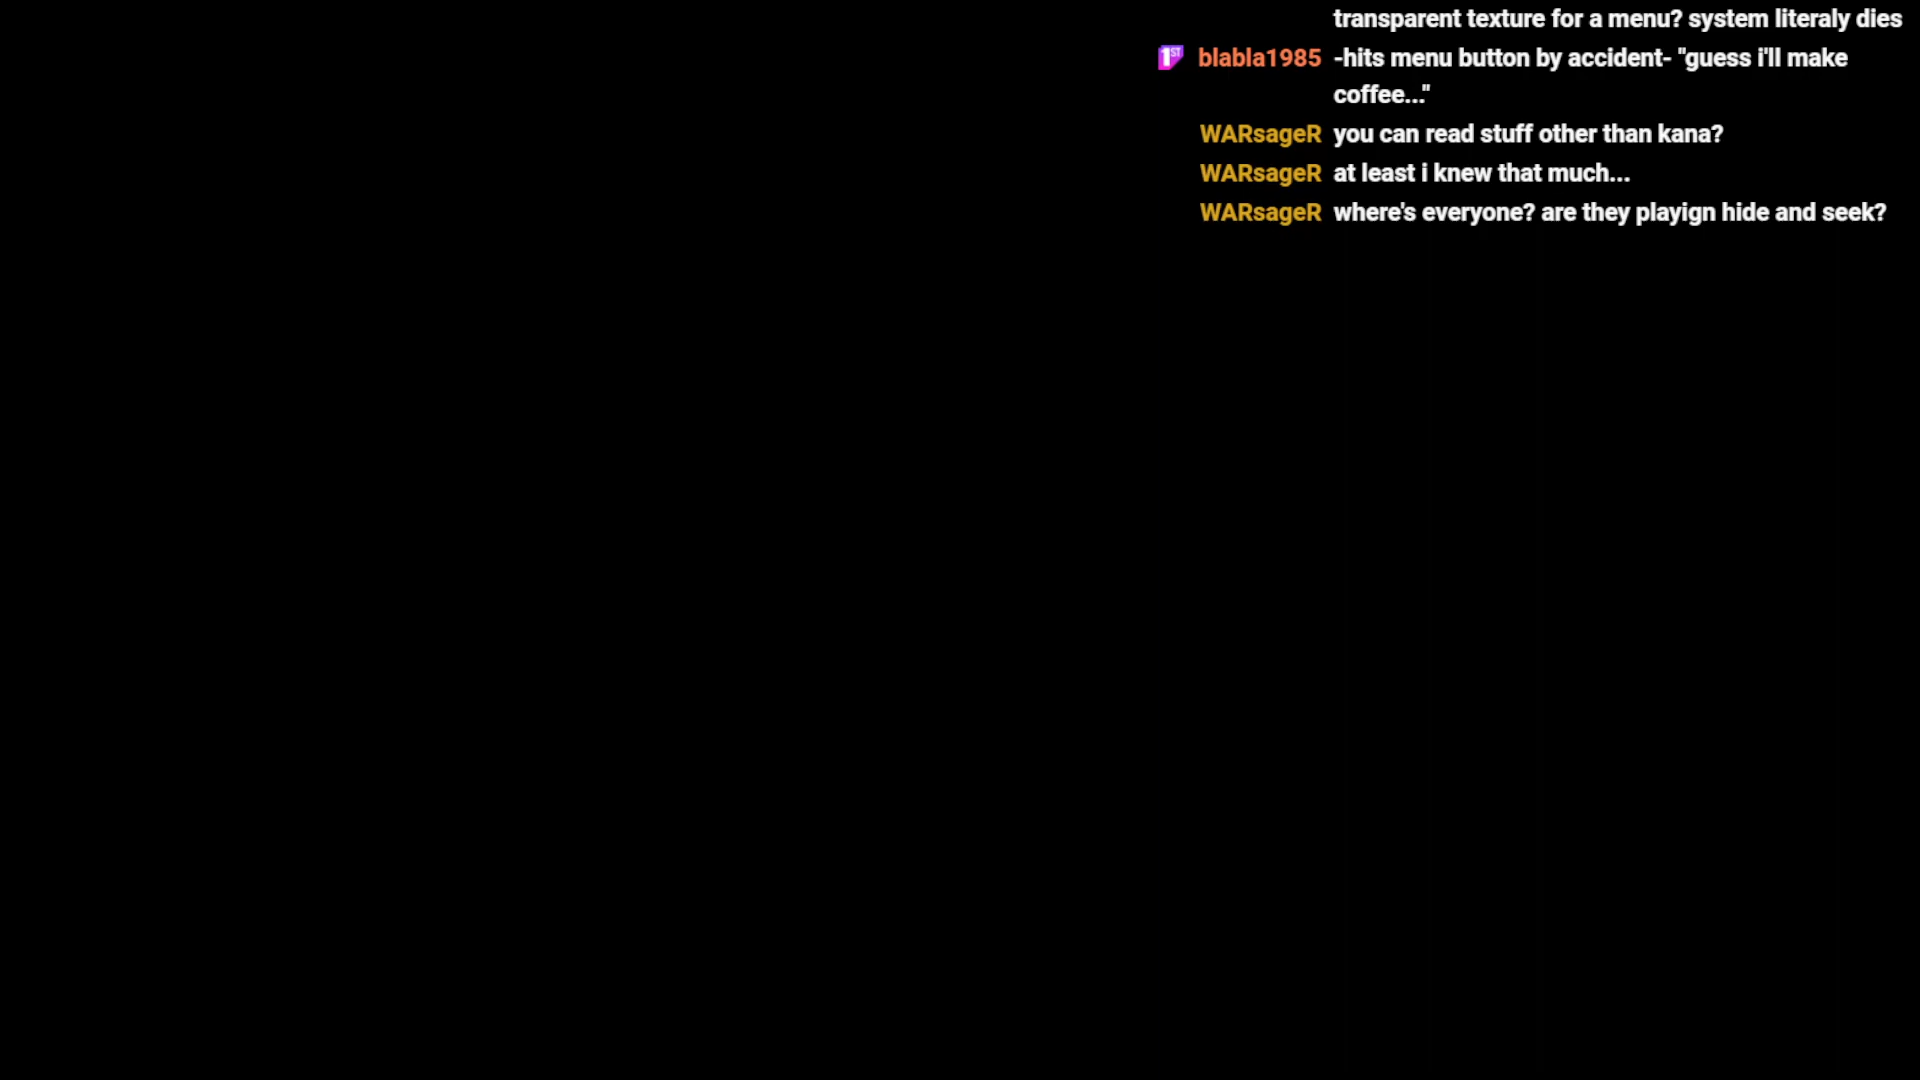 transparent texture for a menu? system literaly dies
1ST blabla1985 -hits menu button by accident- "guess i'll make
coffee..."
WARsageR you can read stuff other than kana?
WARsageR at least i knew that much...
WARsageR where's everyone? are they playign hide and seek?